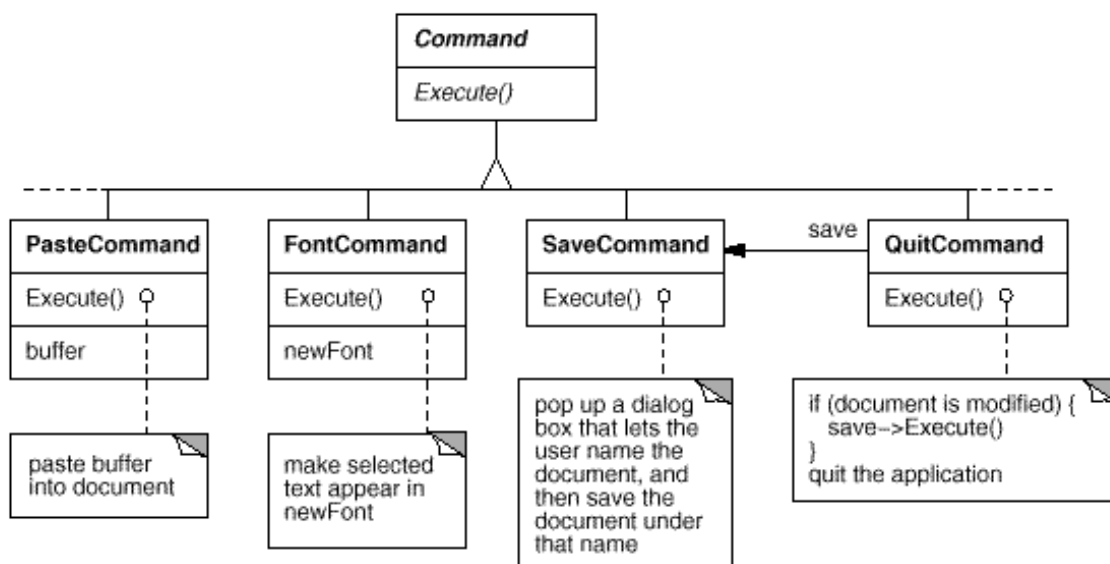 Command
Execute()
PasteCommand
Execute()
buffer
paste buffer
into document
FontCommand
Execute()
newFont
make selected
text appear in
newFont
SaveCommand
Execute()
pop up a dialog
box that lets the
user name the
document, and
then save the
document under
that name
save
QuitCommand
Execute()
if (document is modified) {
save->Execute()
}
quit the application